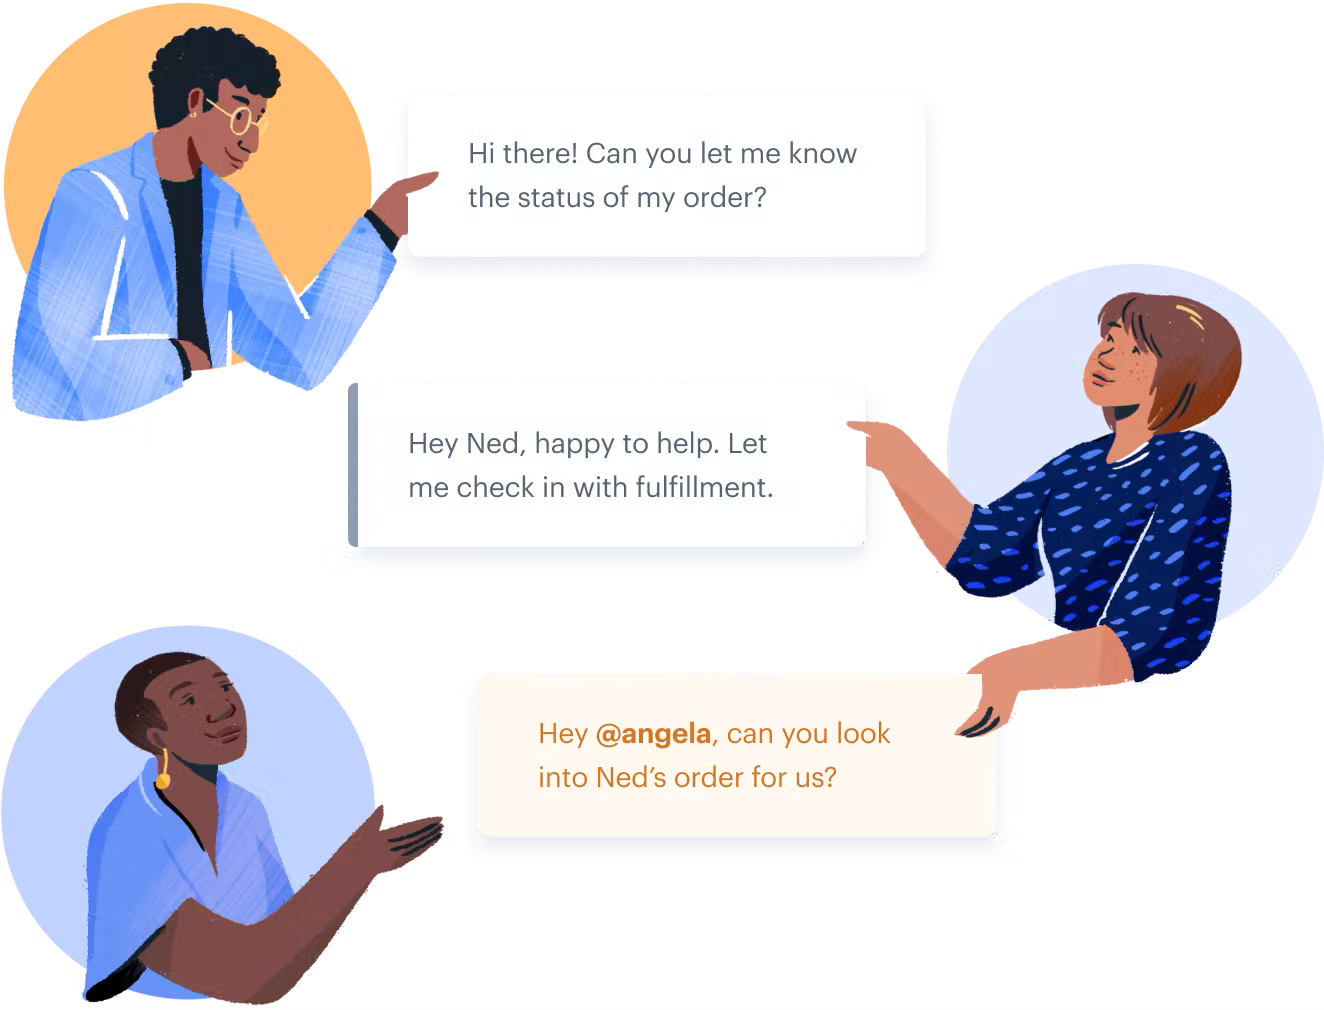 Hi there! Can you let me know
the status of my order?
Hey Ned, happy to help. Let
me check in with fulfillment.
Hey @angela, can you look
into Ned’s order for us?